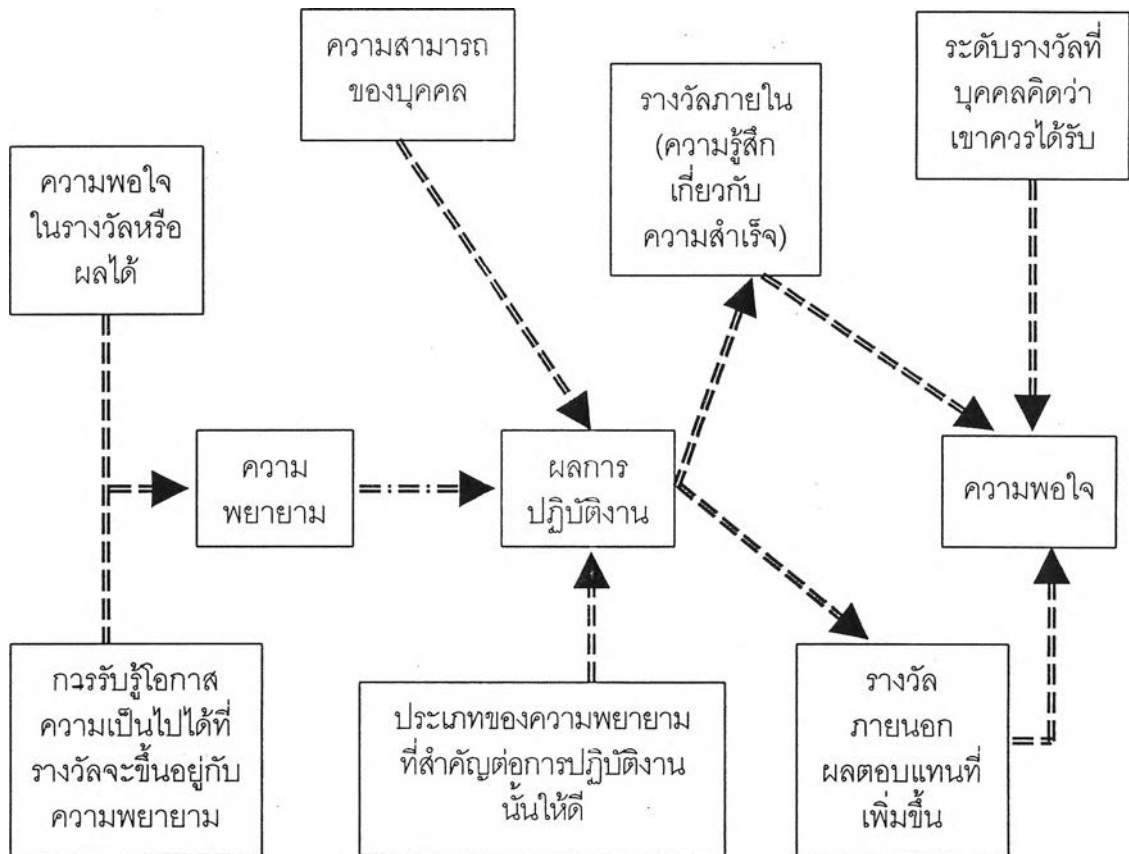 ความสามารถ
ของบุคคล
ระดับรางวัลที่
บุคคลคิดว่า
เขาควรได้รับ
รางวัลภายใน
(ความรู้สึก
เกี่ยวกับ
ความสำเร็จ)
ความพอใจ
ในรางวัลหรือ
ผลได้
ความ
พยายาม
ผลการ
ปฏิบัติงาน
ความพอใจ
การรับรู้โอกาส
ความเป็นไปได้ที่
รางวัลจะขึ้นอยู่กับ
ความพยายาม
ประเภทของความพยายาม
ที่สำคัญต่อการปฏิบัติงาน
นั้นให้ดี
รางวัล
ภายนอก
ผลตอบแทนที่
เพิ่มขึ้น